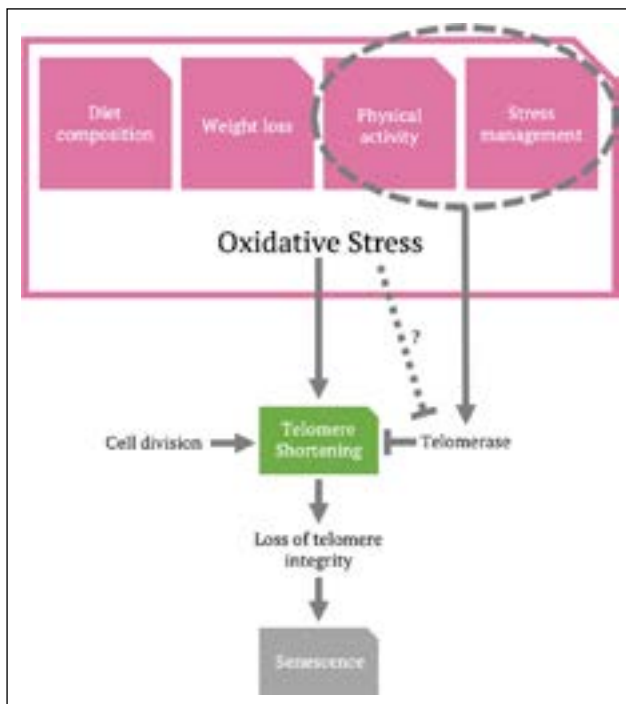 Diet
composition
Weight loss
Physical
activity
Stress
management
Oxidative Stress
?
Cell division
Telomere
Shortening
Telomerase
Loss of telomere
integrity
Senescence